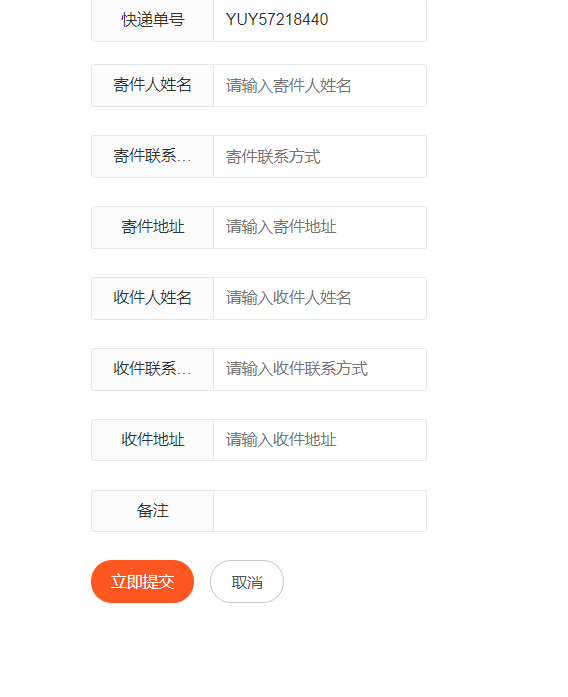 快递单号 YUY57218440
寄件人姓名 请输入寄件人姓名
寄件联系... 寄件联系方式
寄件地址 请输入寄件地址
收件人姓名 请输入收件人姓名
收件联系... 请输入收件联系方式
收件地址 请输入收件地址
备注
立即提交 取消